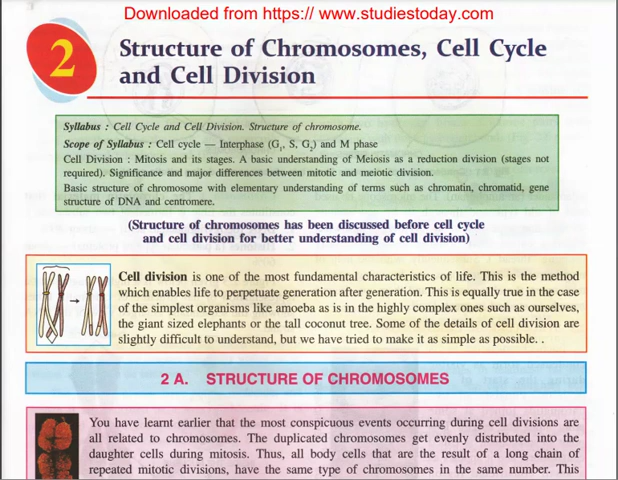 Downloaded from https:// www.studiestoday.com
2
Structure of Chromosomes, Cell Cycle
and Cell Division
Syllabus : Cell Cycle and Cell Division. Structure of chromosome.
Scope of Syllabus : Cell cycle — Interphase (G₁, S, G₂) and M phase
Cell Division : Mitosis and its stages. A basic understanding of Meiosis as a reduction division (stages not
required). Significance and major differences between mitotic and meiotic division.
Basic structure of chromosome with elementary understanding of terms such as chromatin, chromatid, gene
structure of DNA and centromere.
(Structure of chromosomes has been discussed before cell cycle
and cell division for better understanding of cell division)
Cell division is one of the most fundamental characteristics of life. This is the method
which enables life to perpetuate generation after generation. This is equally true in the case
of the simplest organisms like amoeba as is in the highly complex ones such as ourselves,
the giant sized elephants or the tall coconut tree. Some of the details of cell division are
slightly difficult to understand, but we have tried to make it as simple as possible. .
2 A. STRUCTURE OF CHROMOSOMES
You have learnt earlier that the most conspicuous events occurring during cell divisions are
all related to chromosomes. The duplicated chromosomes get evenly distributed into the
daughter cells during mitosis. Thus, all body cells that are the result of a long chain of
repeated mitotic divisions, have the same type of chromosomes in the same number. This